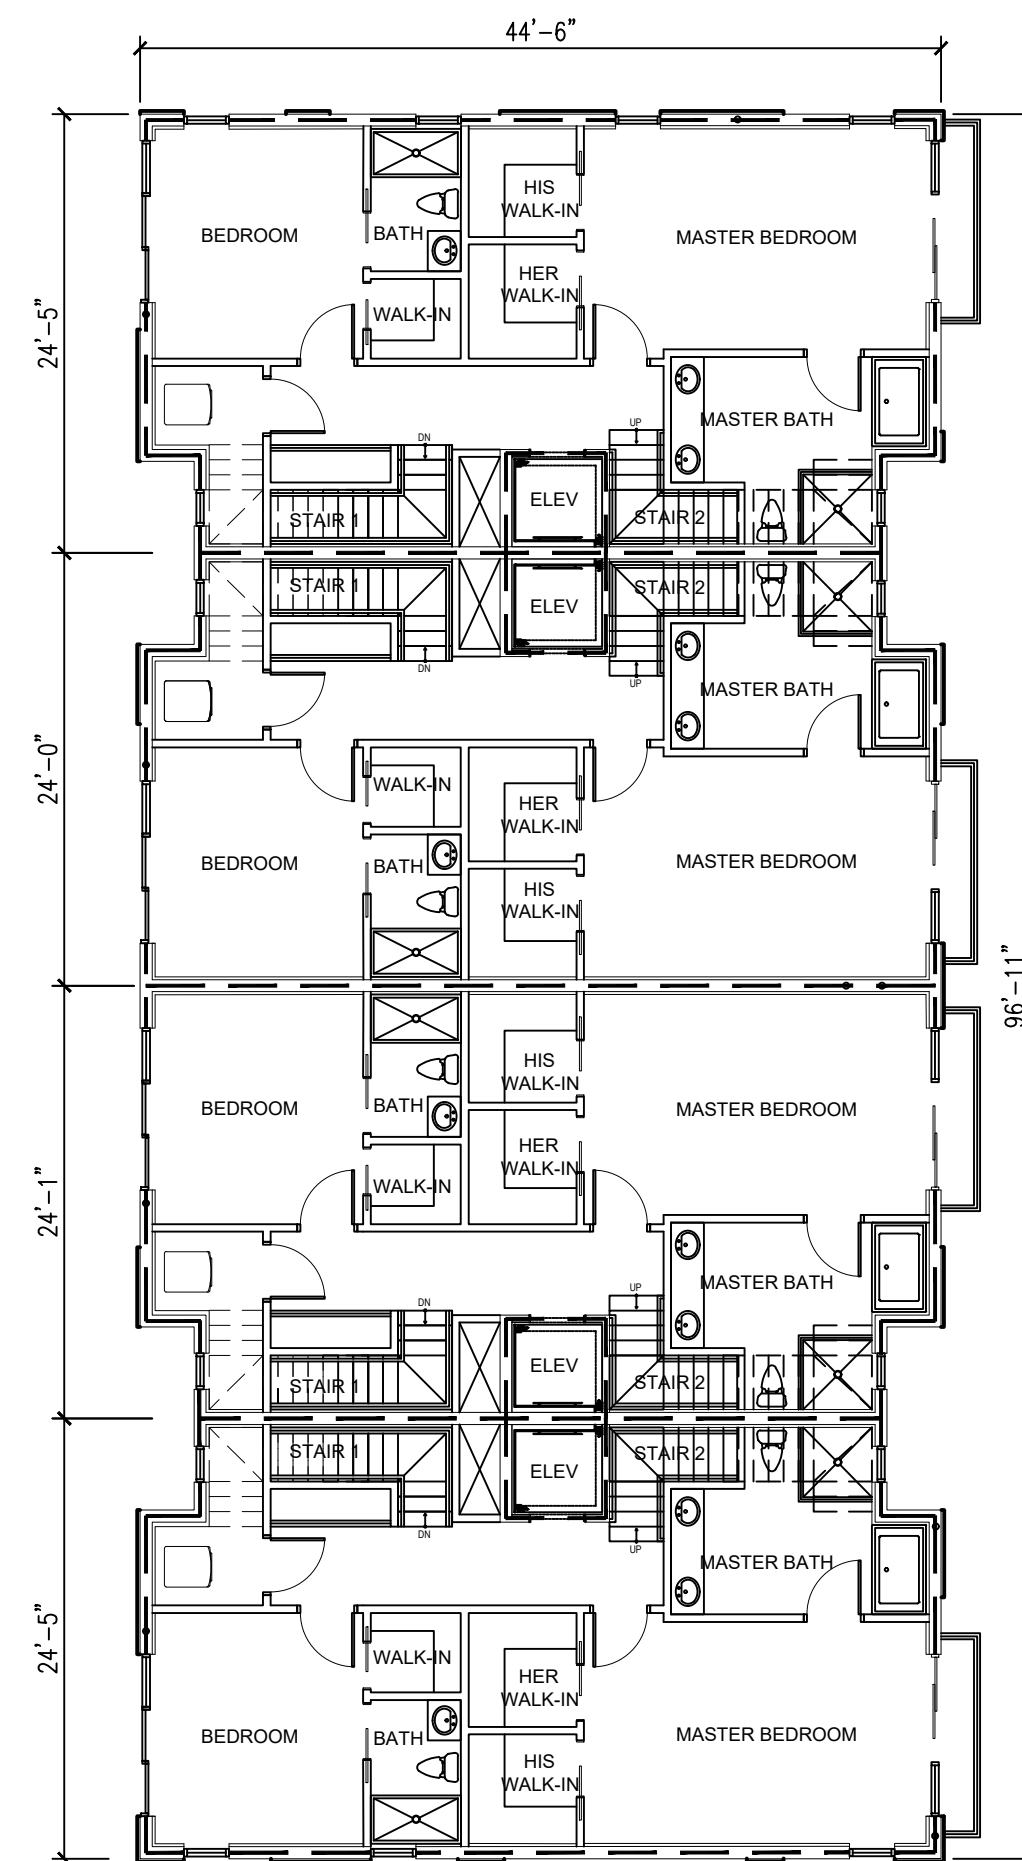 44'-6"
24'-5"
BEDROOM
BATH
HIS
WALK-IN
MASTER BEDROOM
HER
WALK-IN
WALK-IN
MASTER BATH
DN
UP
STAIR 1
ELEV
STAIR 2
STAIR 1
ELEV
STAIR 2
DN
UP
MASTER BATH
24'-0"
WALK-IN
HER
WALK-IN
BEDROOM
BATH
MASTER BEDROOM
HIS
WALK-IN
96'-11"
24'-1"
HIS
WALK-IN
BEDROOM
BATH
MASTER BEDROOM
HER
WALK-IN
WALK-IN
MASTER BATH
DN
UP
STAIR 1
ELEV
STAIR 2
STAIR 1
ELEV
STAIR 2
DN
UP
MASTER BATH
24'-5"
WALK-IN
HER
WALK-IN
BEDROOM
BATH
MASTER BEDROOM
HIS
WALK-IN